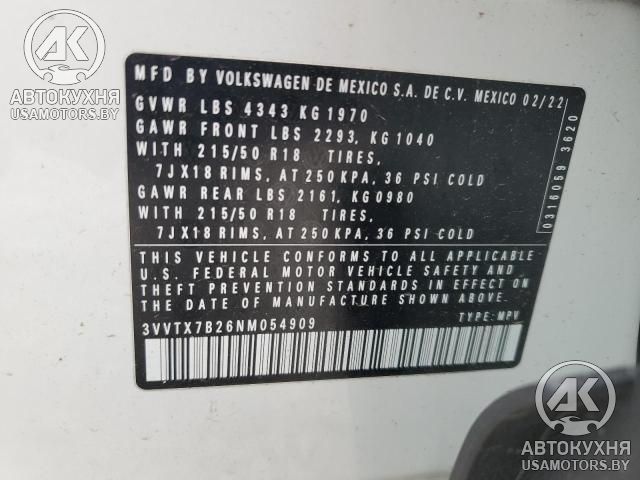 AK
АВТОКУХНЯ
USAMOTORS.BY
MFD BY VOLKSWAGEN DE MEXICO S.A. DE C.V. MEXICO 02/22
GVWR LBS 4343 KG 1970
GAWR FRONT LBS 2293, KG 1040
WITH 215/50 R18 TIRES,
7JX18 RIMS, AT 250 KPA, 36 PSI COLD
GAWR REAR LBS 2161, KG 0980
WITH 215/50 R18 TIRES,
7JX18 RIMS, AT 250 KPA, 36 PSI COLD
THIS VEHICLE CONFORMS TO ALL APPLICABLE
U.S. FEDERAL MOTOR VEHICLE SAFETY AND
THEFT PREVENTION STANDARDS IN EFFECT ON
THE DATE OF MANUFACTURE SHOWN ABOVE.
3VVTX7B26NM054909 TYPE: MPV
0316059 3620
AK
АВТОКУХНЯ
USAMOTORS.BY